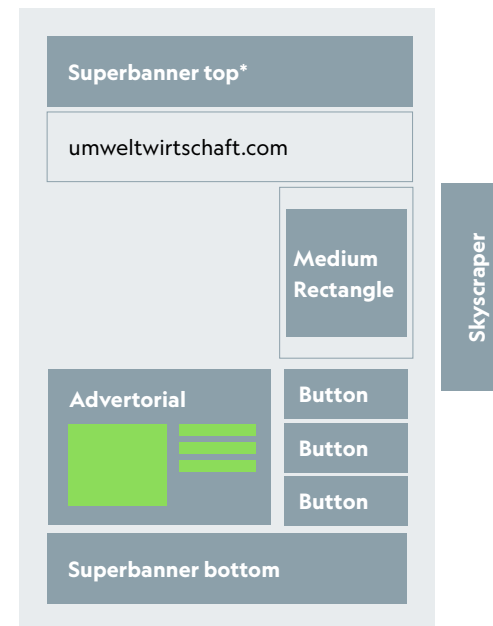 Superbanner top*
umweltwirtschaft.com
Medium
Rectangle
Skyscraper
Advertorial
Button
Button
Button
Superbanner bottom